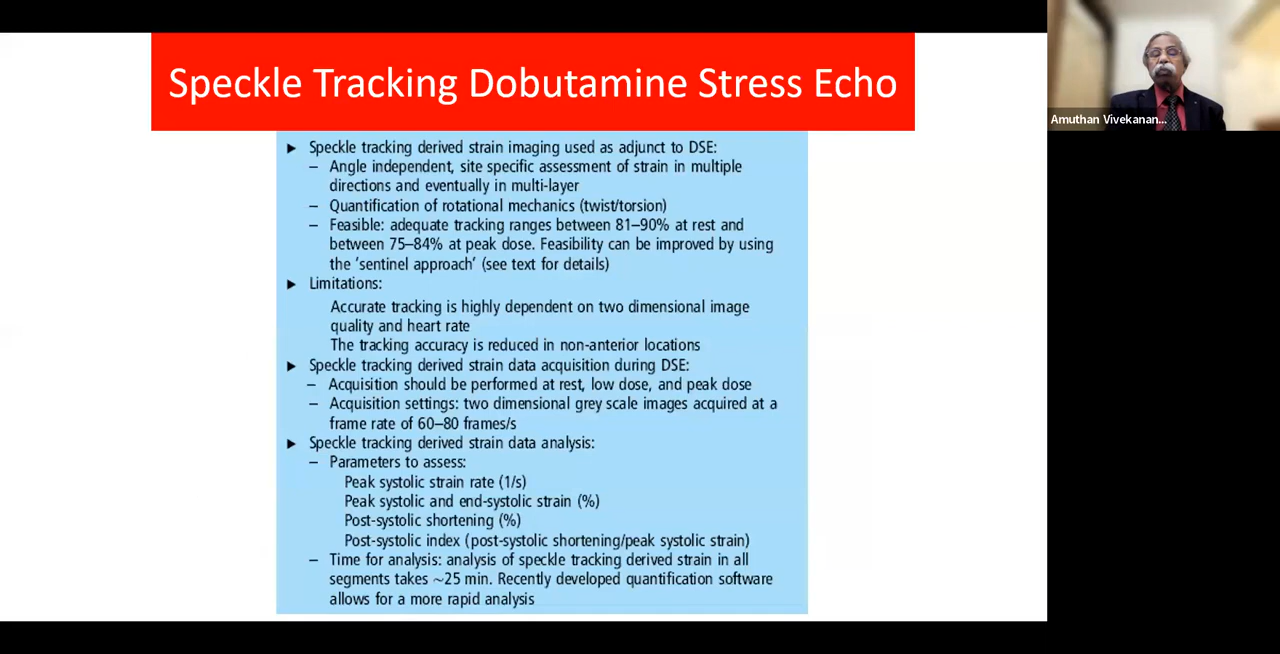 Speckle Tracking Dobutamine Stress Echo
Amuthan Vivekanan...
► Speckle tracking derived strain imaging used as adjunct to DSE:
– Angle independent, site specific assessment of strain in multiple
directions and eventually in multi-layer
– Quantification of rotational mechanics (twist/torsion)
– Feasible: adequate tracking ranges between 81–90% at rest and
between 75–84% at peak dose. Feasibility can be improved by using
the ‘sentinel approach’ (see text for details)
► Limitations:
Accurate tracking is highly dependent on two dimensional image
quality and heart rate
The tracking accuracy is reduced in non-anterior locations
► Speckle tracking derived strain data acquisition during DSE:
– Acquisition should be performed at rest, low dose, and peak dose
– Acquisition settings: two dimensional grey scale images acquired at a
frame rate of 60–80 frames/s
► Speckle tracking derived strain data analysis:
– Parameters to assess:
Peak systolic strain rate (1/s)
Peak systolic and end-systolic strain (%)
Post-systolic shortening (%)
Post-systolic index (post-systolic shortening/peak systolic strain)
– Time for analysis: analysis of speckle tracking derived strain in all
segments takes ~25 min. Recently developed quantification software
allows for a more rapid analysis